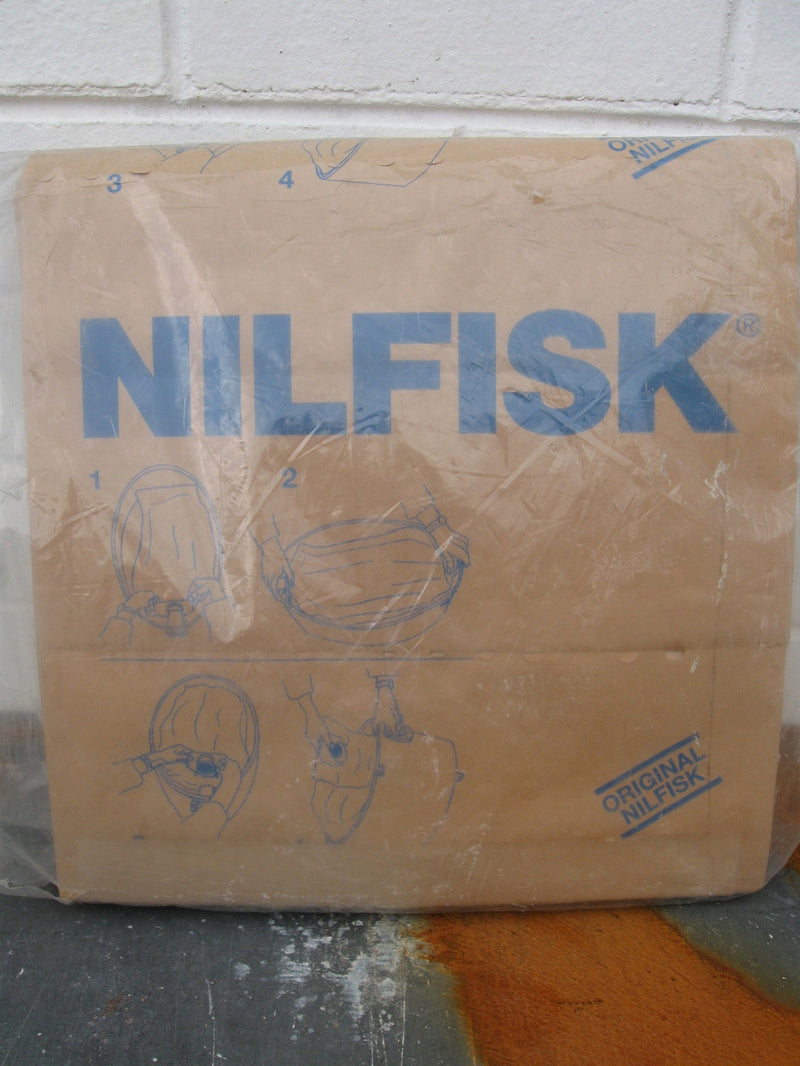 3 4
ORIGINAL
NILFISK
NILFISK®
1 2
ORIGINAL
NILFISK